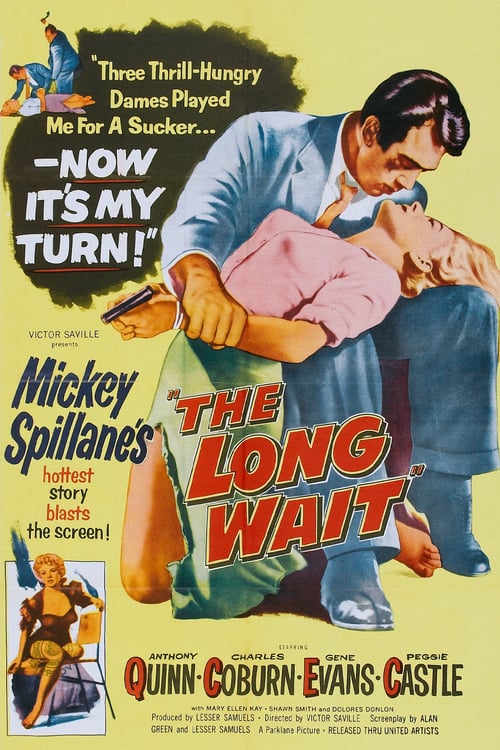 "Three Thrill-Hungry
Dames Played
Me For A Sucker...
—NOW
IT'S MY
TURN!"
VICTOR SAVILLE
presents
Mickey
Spillane's
hottest
story
blasts
the screen!
"THE
LONG
WAIT"
STARRING
ANTHONY QUINN · CHARLES COBURN · GENE EVANS · PEGGIE CASTLE
with MARY ELLEN KAY · SHAWN SMITH and DOLORES DONLON
Produced by LESSER SAMUELS · Directed by VICTOR SAVILLE Screenplay by ALAN
GREEN and LESSER SAMUELS A Parklane Picture · RELEASED THRU UNITED ARTISTS